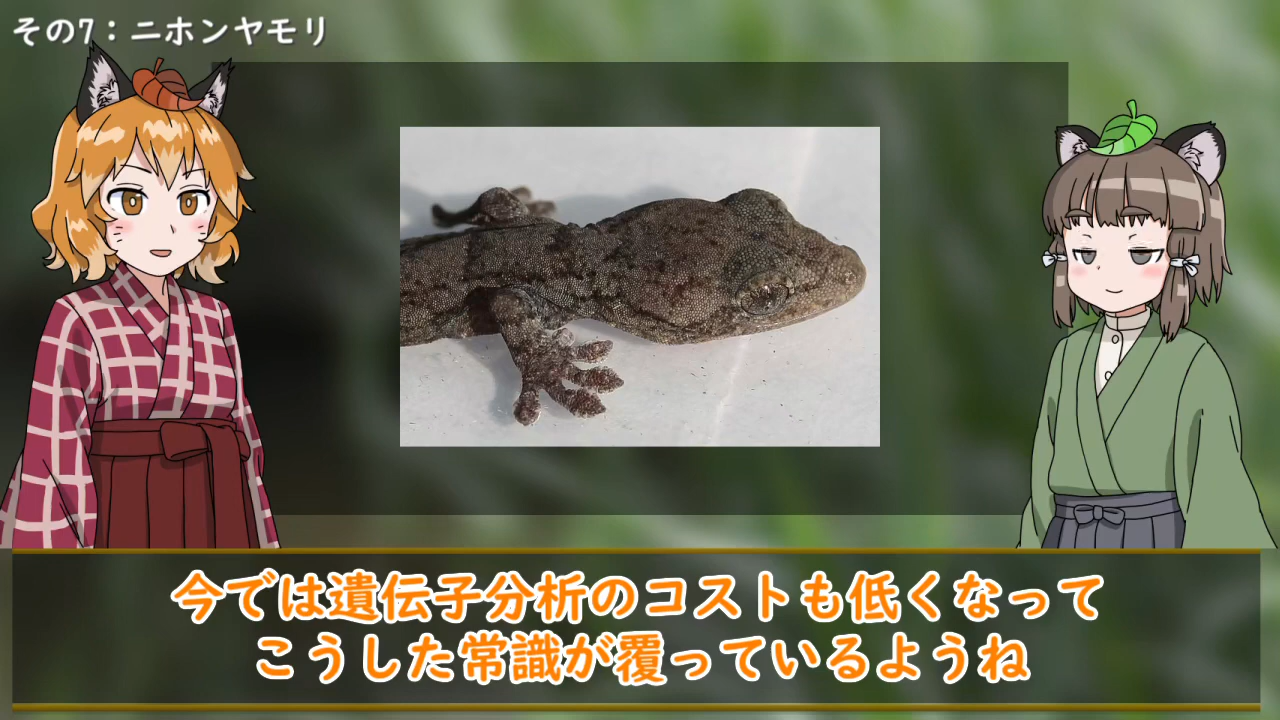 その7：ニホンヤモリ
今では遺伝子分析のコストも低くなって
こうした常識が覆っているようね